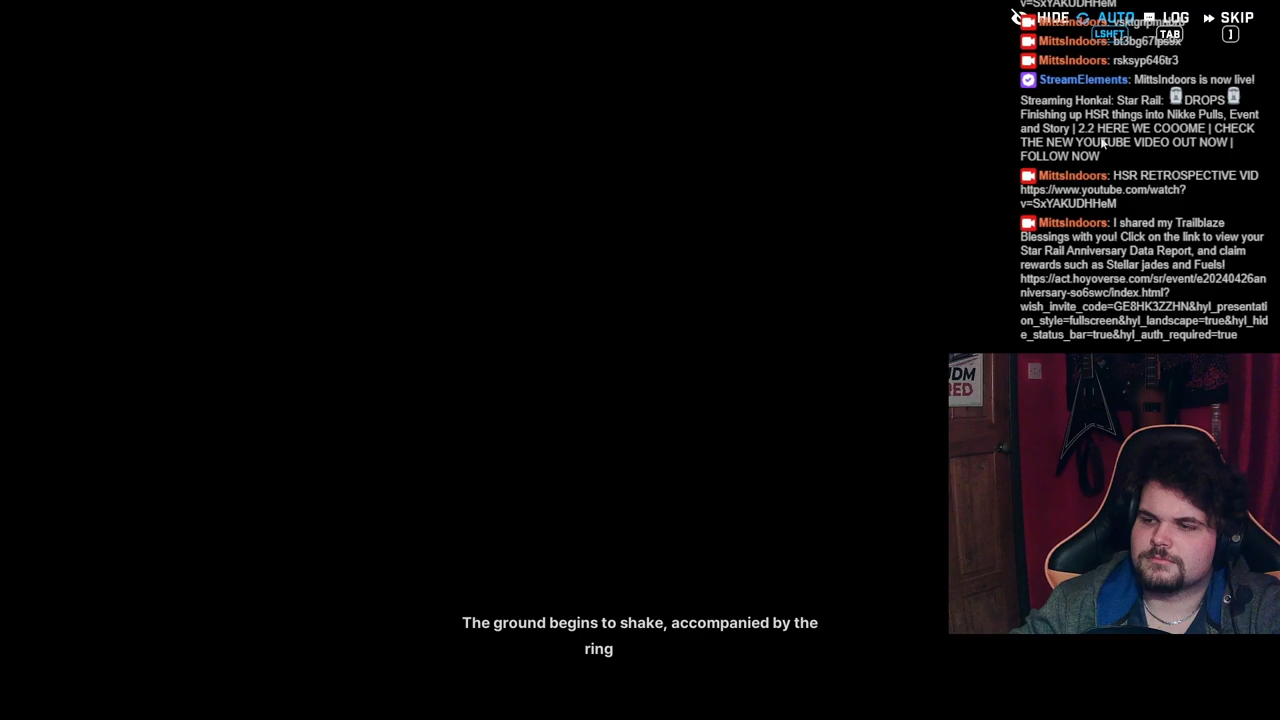 v=SxYAKUDHHeM
HIDE AUTO LOG SKIP
LSHFT TAB ]
MittsIndoors:
MittsIndoors:
MittsIndoors: rsksyp646tr3
StreamElements: MittsIndoors is now live!
Streaming Honkai: Star Rail: DROPS
Finishing up HSR things into Nikke Pulls, Event
and Story | 2.2 HERE WE COOOME | CHECK
THE NEW YOUTUBE VIDEO OUT NOW |
FOLLOW NOW
MittsIndoors: HSR RETROSPECTIVE VID
https://www.youtube.com/watch?
v=SxYAKUDHHeM
MittsIndoors: I shared my Trailblaze
Blessings with you! Click on the link to view your
Star Rail Anniversary Data Report, and claim
rewards such as Stellar jades and Fuels!
https://act.hoyoverse.com/sr/event/e20240426an
niversary-so6swc/index.html?
wish_invite_code=GE8HK3ZZHN&hyl_presentati
on_style=fullscreen&hyl_landscape=true&hyl_hid
e_status_bar=true&hyl_auth_required=true
The ground begins to shake, accompanied by the
ring